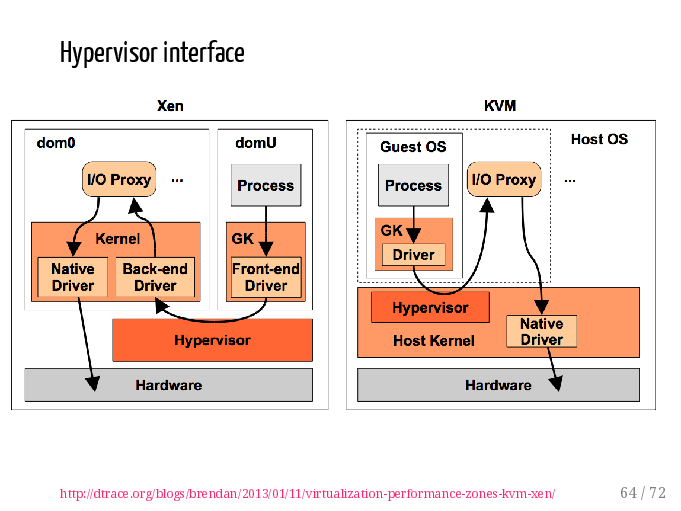 Hypervisor interface
Xen
dom0
domU
I/O Proxy
...
Process
Kernel
GK
Native
Driver
Back-end
Driver
Front-end
Driver
Hypervisor
Hardware
KVM
Host OS
Guest OS
Process
I/O Proxy
...
GK
Driver
Hypervisor
Host Kernel
Native
Driver
Hardware
http://dtrace.org/blogs/brendan/2013/01/11/virtualization-performance-zones-kvm-xen/
64 / 72